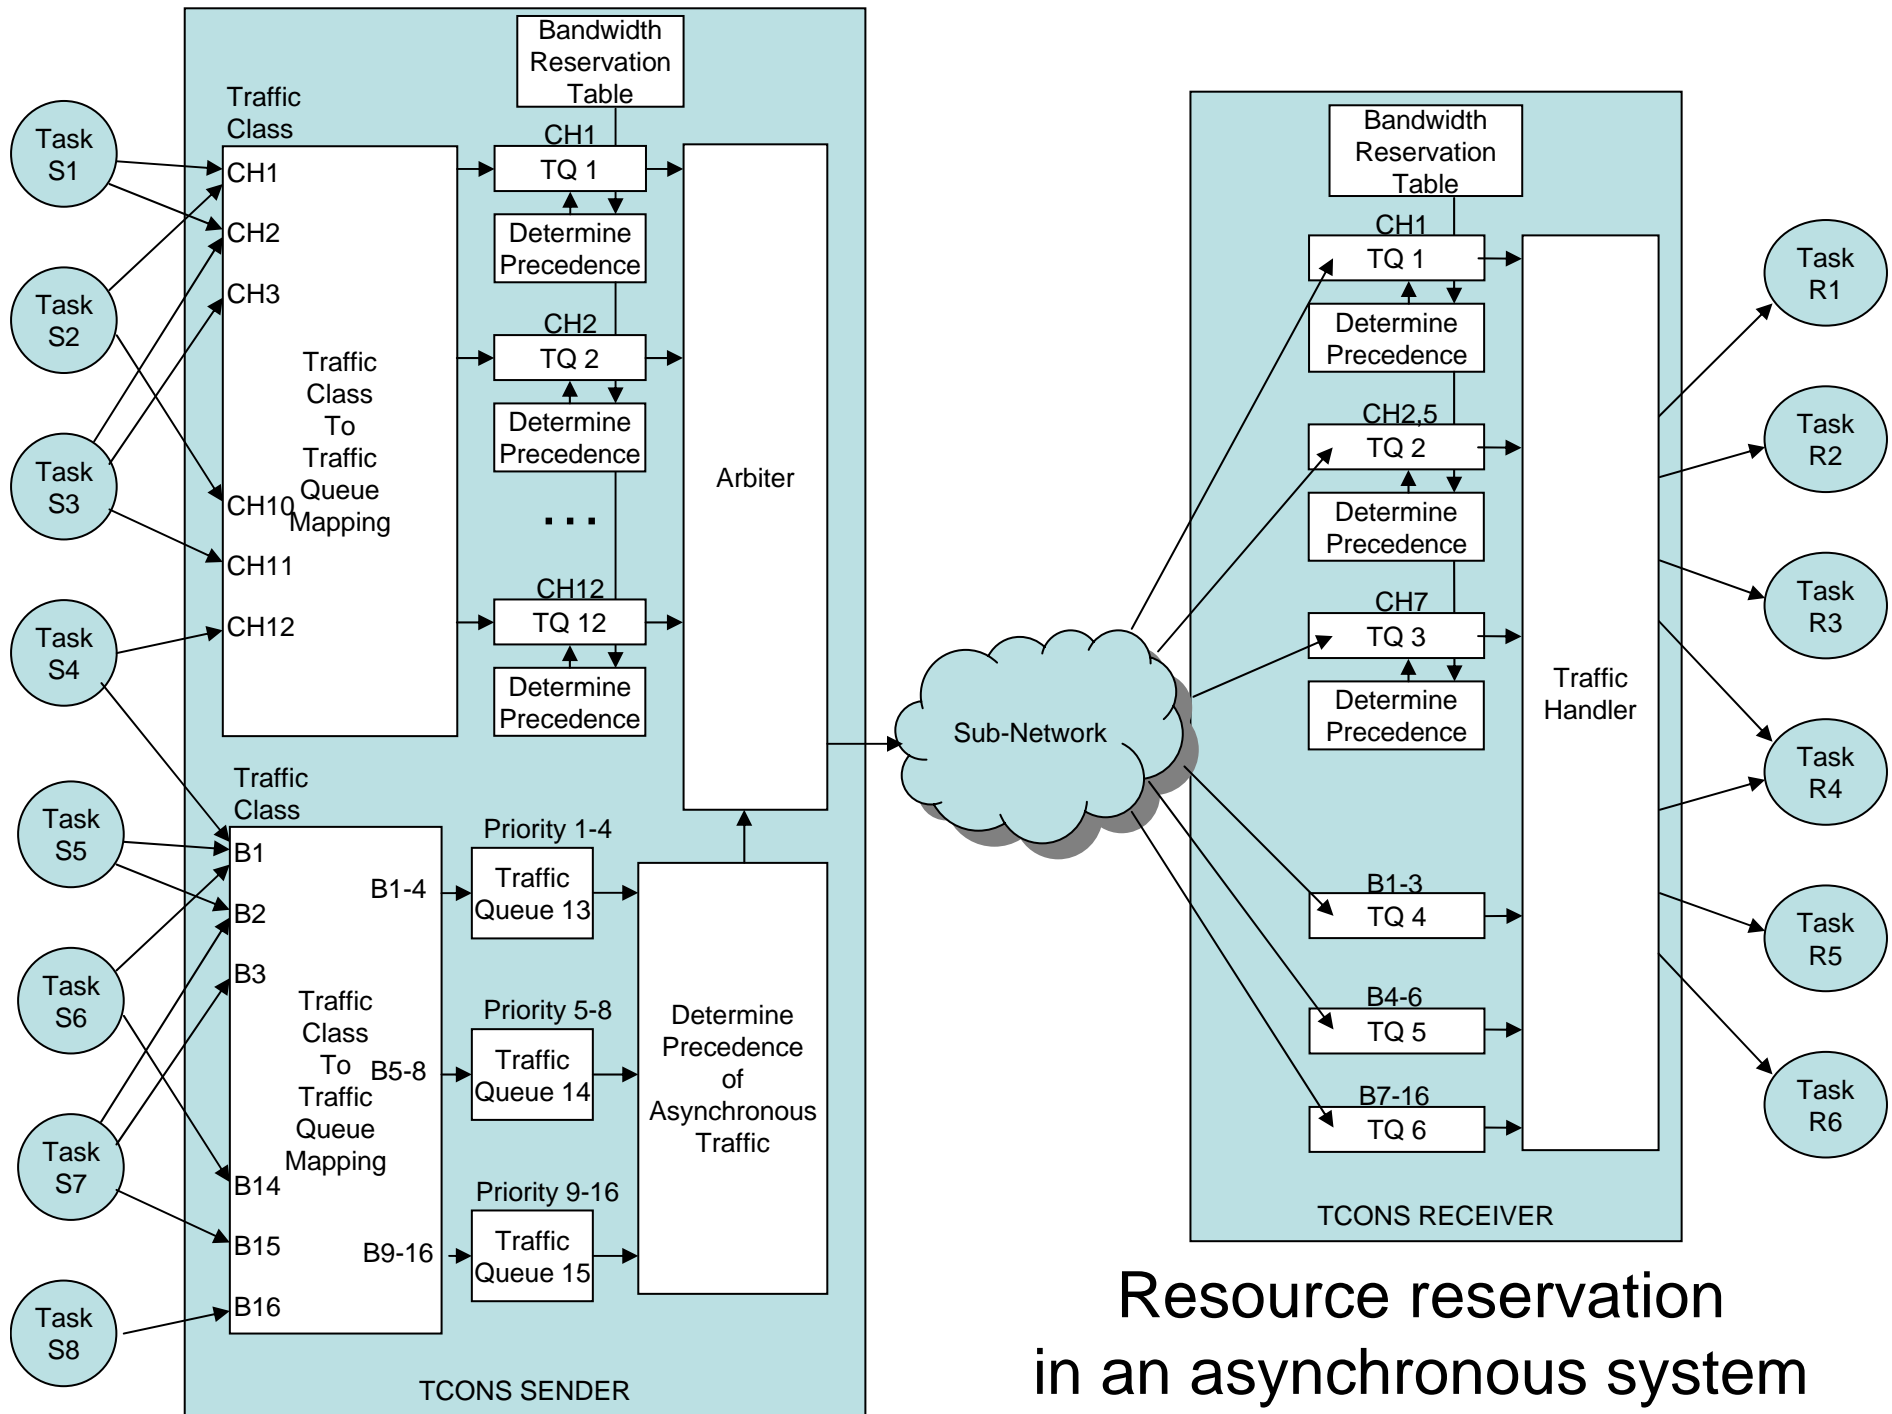 Task
S1
Task
S2
Task
S3
Task
S4
Task
S5
Task
S6
Task
S7
Task
S8
Traffic
Class
CH1
CH2
CH3
CH10
CH11
CH12
Traffic
Class
To
Traffic
Queue
Mapping
Bandwidth
Reservation
Table
CH1
TQ 1
Determine
Precedence
CH2
TQ 2
Determine
Precedence
...
CH12
TQ 12
Determine
Precedence
Arbiter
Traffic
Class
B1
B2
B3
B14
B15
B16
Traffic
Class
To
Traffic
Queue
Mapping
B1-4
B5-8
B9-16
Priority 1-4
Traffic
Queue 13
Priority 5-8
Traffic
Queue 14
Priority 9-16
Traffic
Queue 15
Determine
Precedence
of
Asynchronous
Traffic
TCONS SENDER
Sub-Network
Bandwidth
Reservation
Table
CH1
TQ 1
Determine
Precedence
CH2,5
TQ 2
Determine
Precedence
CH7
TQ 3
Determine
Precedence
B1-3
TQ 4
B4-6
TQ 5
B7-16
TQ 6
Traffic
Handler
TCONS RECEIVER
Task
R1
Task
R2
Task
R3
Task
R4
Task
R5
Task
R6
Resource reservation
in an asynchronous system